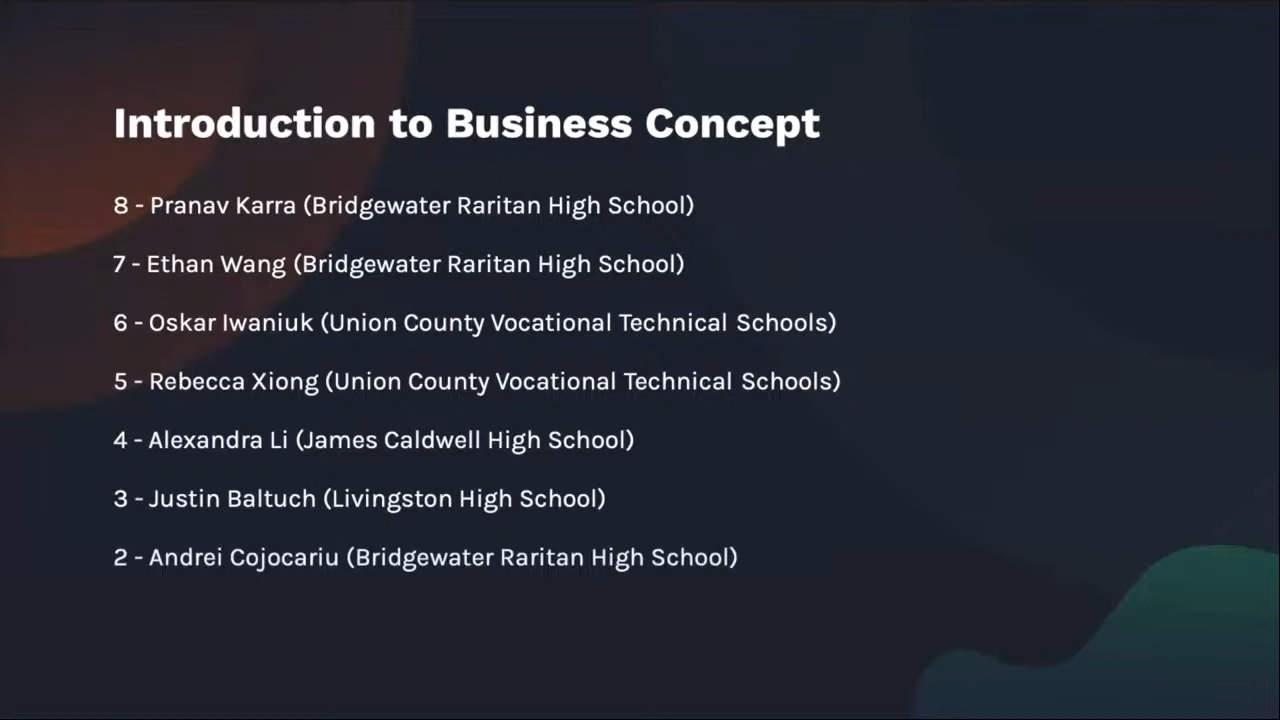 Introduction to Business Concept
8 - Pranav Karra (Bridgewater Raritan High School)
7 - Ethan Wang (Bridgewater Raritan High School)
6 - Oskar Iwaniuk (Union County Vocational Technical Schools)
5 - Rebecca Xiong (Union County Vocational Technical Schools)
4 - Alexandra Li (James Caldwell High School)
3 - Justin Baltuch (Livingston High School)
2 - Andrei Cojocariu (Bridgewater Raritan High School)